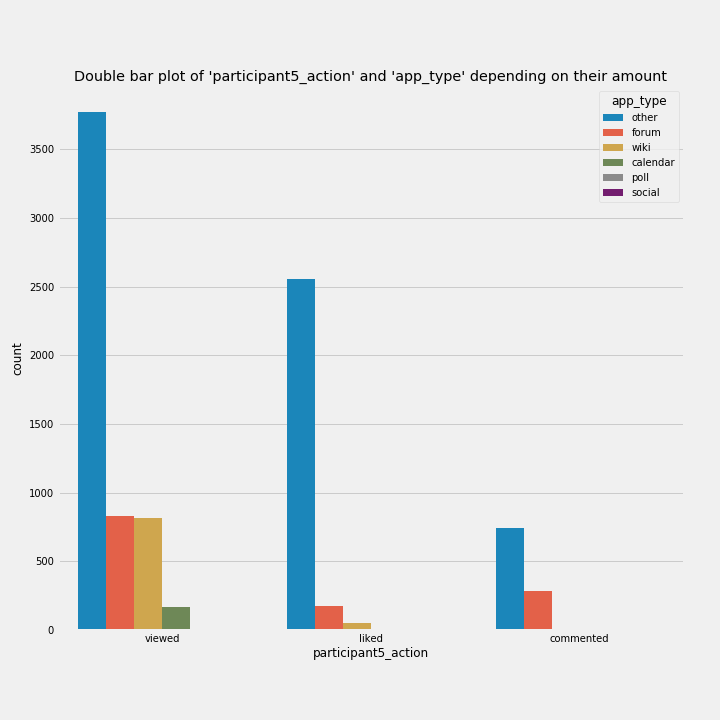 Double bar plot of 'participant5_action' and 'app_type' depending on their amount
app_type
other
forum
wiki
calendar
poll
social
3500
3000
2500
2000
1500
1000
500
0
count
viewed
liked
commented
participant5_action